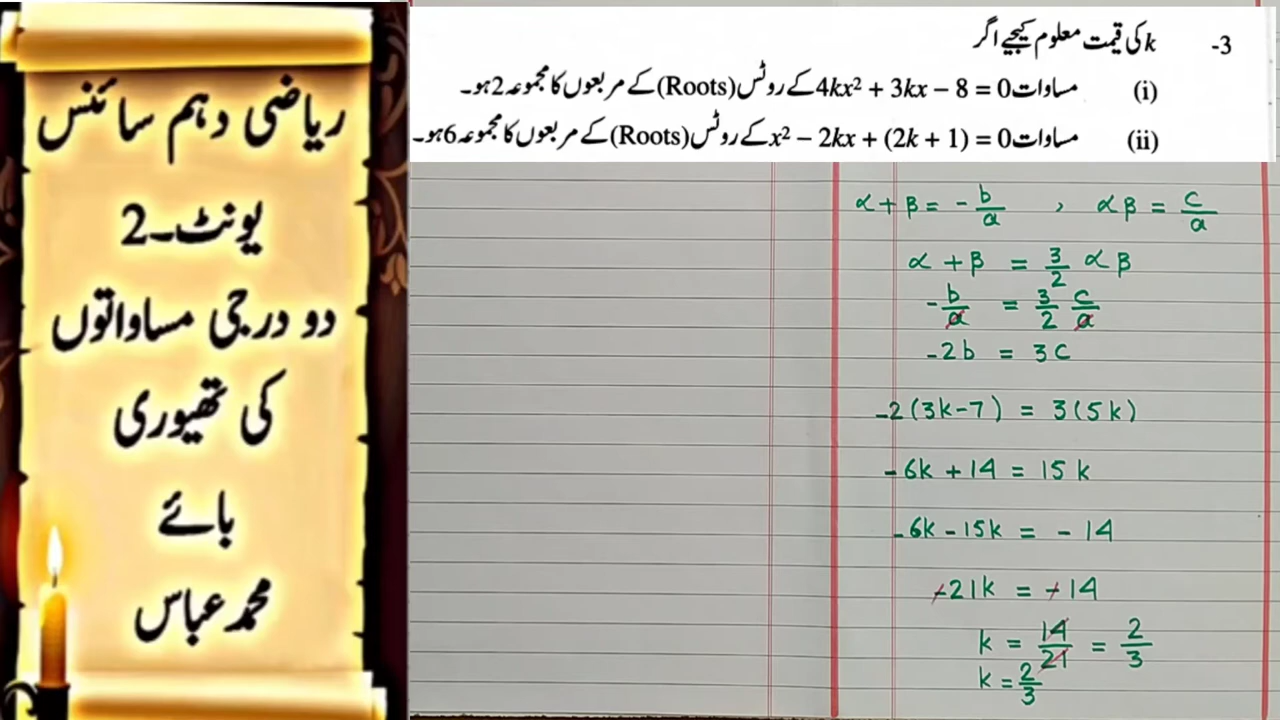 ریاضی دہم سائنس
یونٹ۔2
دو درجی مساواتوں
کی تھیوری
بائے
محمد عباس
-3 k کی قیمت معلوم کیجیے اگر
(i) مساوات 4kx² + 3kx − 8 = 0 کے روٹس (Roots) کے مربعوں کا مجموعہ 2 ہو۔
(ii) مساوات x² − 2kx + (2k + 1) = 0 کے روٹس (Roots) کے مربعوں کا مجموعہ 6 ہو۔
α + β = - b/a , αβ = c/a
α + β = 3/2 αβ
- b/a = 3/2 c/a
-2b = 3c
-2(3k-7) = 3(5k)
-6k + 14 = 15k
-6k - 15k = - 14
-21k = -14
k = 14/21 = 2/3
k = 2/3